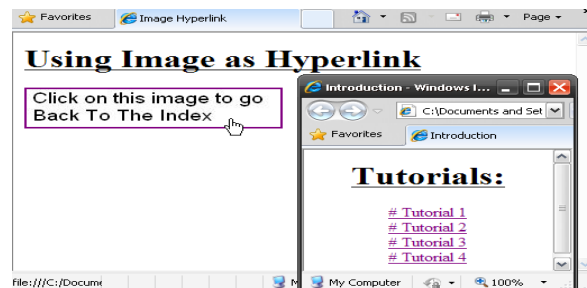 Favorites Image Hyperlink Page
Using Image as Hyperlink
Click on this image to go
Back To The Index
Introduction - Windows I...
C:\Documents and Set
Favorites Introduction
Tutorials:
# Tutorial 1
# Tutorial 2
# Tutorial 3
# Tutorial 4
file:///C:/Docume
M
My Computer 100%